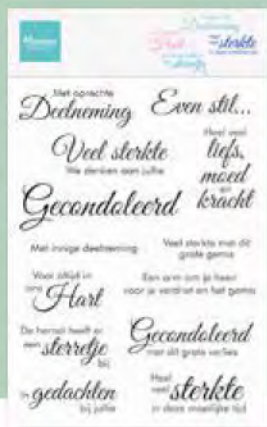 Marianne
Met oprechte
Deelneming
Even stil...
Veel sterkte
We denken aan jullie
Heel veel
liefs,
moed
en
kracht
Gecondoleerd
Met innige deelneming
Veel sterkte met dit
grote gemis
Voor altijd in
ons
Hart
Een arm om je heen
voor je verdriet en het gemis
De hemel heeft er
een sterretje
bij
Gecondoleerd
met dit grote verlies
in gedachten
bij jullie
Heel
veel sterkte
in deze moeilijke tijd